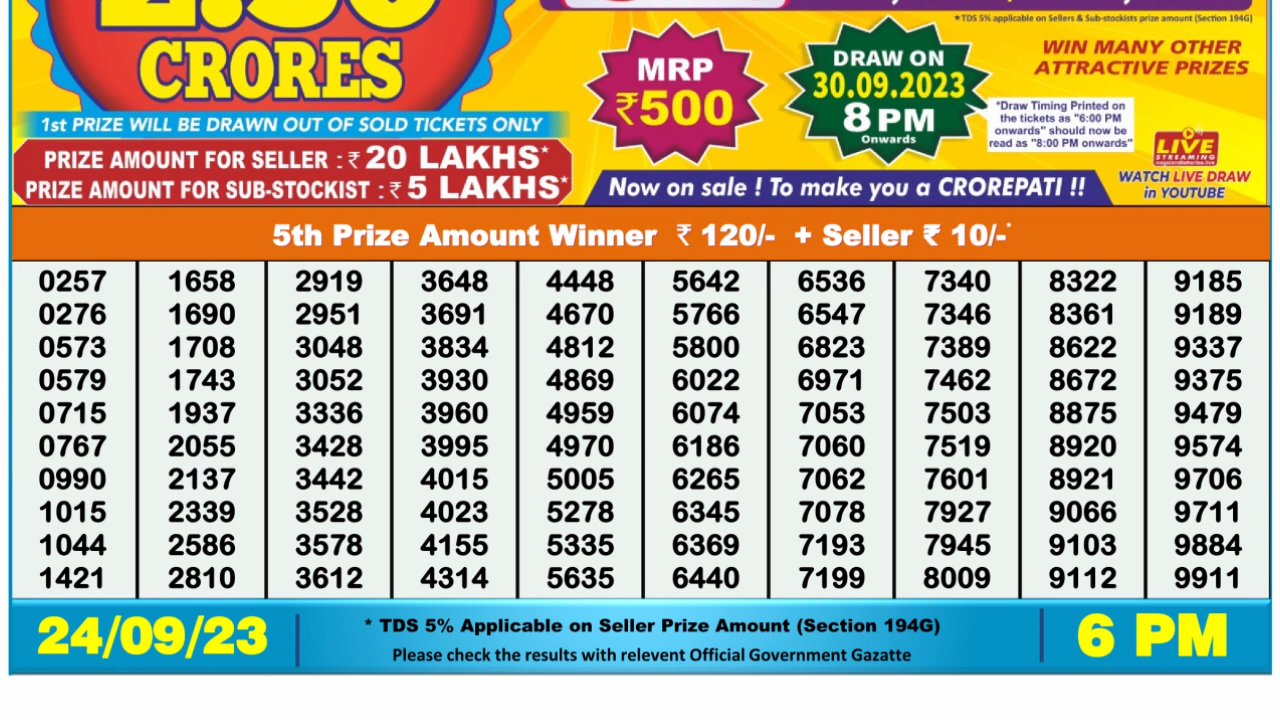 2.50
CRORES
1st PRIZE WILL BE DRAWN OUT OF SOLD TICKETS ONLY
PRIZE AMOUNT FOR SELLER : ₹ 20 LAKHS*
PRIZE AMOUNT FOR SUB-STOCKIST : ₹ 5 LAKHS*
★TDS 5% applicable on Sellers & Sub-stockists prize amount (Section 194G)
MRP
₹500
DRAW ON
30.09.2023
8 PM
Onwards
WIN MANY OTHER
ATTRACTIVE PRIZES
*Draw Timing Printed on
the tickets as "6:00 PM
onwards" should now be
read as "8:00 PM onwards"
LIVE
STREAMING
WATCH LIVE DRAW
in YOUTUBE
Now on sale ! To make you a CROREPATI !!
5th Prize Amount Winner ₹ 120/- + Seller ₹ 10/-*
0257 1658 2919 3648 4448 5642 6536 7340 8322 9185
0276 1690 2951 3691 4670 5766 6547 7346 8361 9189
0573 1708 3048 3834 4812 5800 6823 7389 8622 9337
0579 1743 3052 3930 4869 6022 6971 7462 8672 9375
0715 1937 3336 3960 4959 6074 7053 7503 8875 9479
0767 2055 3428 3995 4970 6186 7060 7519 8920 9574
0990 2137 3442 4015 5005 6265 7062 7601 8921 9706
1015 2339 3528 4023 5278 6345 7078 7927 9066 9711
1044 2586 3578 4155 5335 6369 7193 7945 9103 9884
1421 2810 3612 4314 5635 6440 7199 8009 9112 9911
24/09/23
* TDS 5% Applicable on Seller Prize Amount (Section 194G)
Please check the results with relevent Official Government Gazatte
6 PM